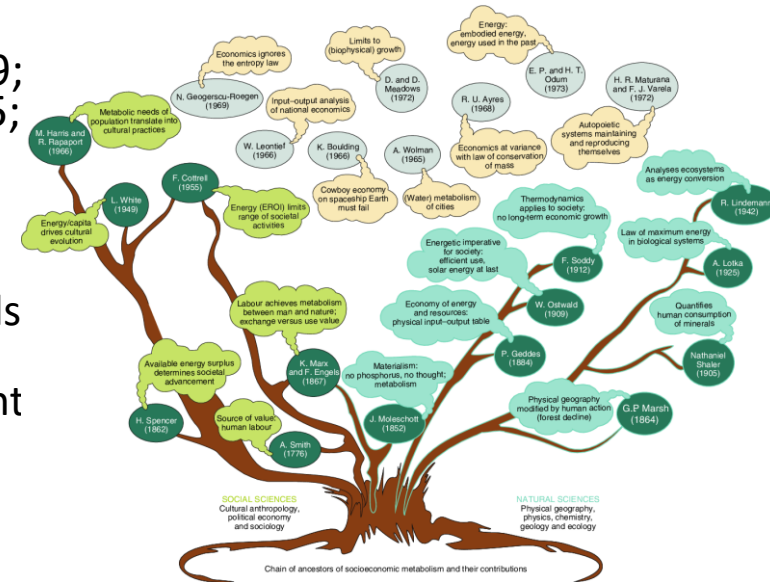 9;
5;
ls
nt
Economics ignores
the entropy law
N. Geogerscu-Roegen
(1969)
Limits to
(biophysical) growth
D. and D.
Meadows
(1972)
Energy:
embodied energy,
energy used in the past
E. P. and H. T.
Odum
(1973)
H. R. Maturana
and F. J. Varela
(1972)
Autopoietic
systems maintaining
and reproducing
themselves
Metabolic needs of
population translate into
cultural practices
M. Harris and
R. Rapaport
(1966)
Input–output analysis
of national economics
W. Leontief
(1966)
K. Boulding
(1966)
Cowboy economy
on spaceship Earth
must fail
A. Wolman
(1965)
(Water) metabolism
of cities
R. U. Ayres
(1968)
Economics at variance
with law of conservation
of mass
L. White
(1949)
Energy/capita
drives cultural
evolution
F. Cottrell
(1955)
Energy (EROI) limits
range of societal
activities
Analyses ecosystems
as energy conversion
R. Lindemann
(1942)
Thermodynamics
applies to society:
no long-term economic growth
F. Soddy
(1912)
Law of maximum energy
in biological systems
A. Lotka
(1925)
Energetic imperative
for society:
efficient use,
solar energy at last
W. Ostwald
(1909)
Labour achieves metabolism
between man and nature;
exchange versus use value
K. Marx
and F. Engels
(1867)
Economy of energy
and resources:
physical input–output table
P. Geddes
(1884)
Quantifies
human consumption
of minerals
Nathaniel
Shaler
(1905)
Available energy surplus
determines societal
advancement
H. Spencer
(1862)
Source of value:
human labour
A. Smith
(1776)
Materialism:
no phosphorus, no thought;
metabolism
J. Moleschott
(1852)
Physical geography
modified by human action
(forest decline)
G.P Marsh
(1864)
SOCIAL SCIENCES
Cultural anthropology,
political economy
and sociology
NATURAL SCIENCES
Physical geography,
physics, chemistry,
geology and ecology
Chain of ancestors of socioeconomic metabolism and their contributions